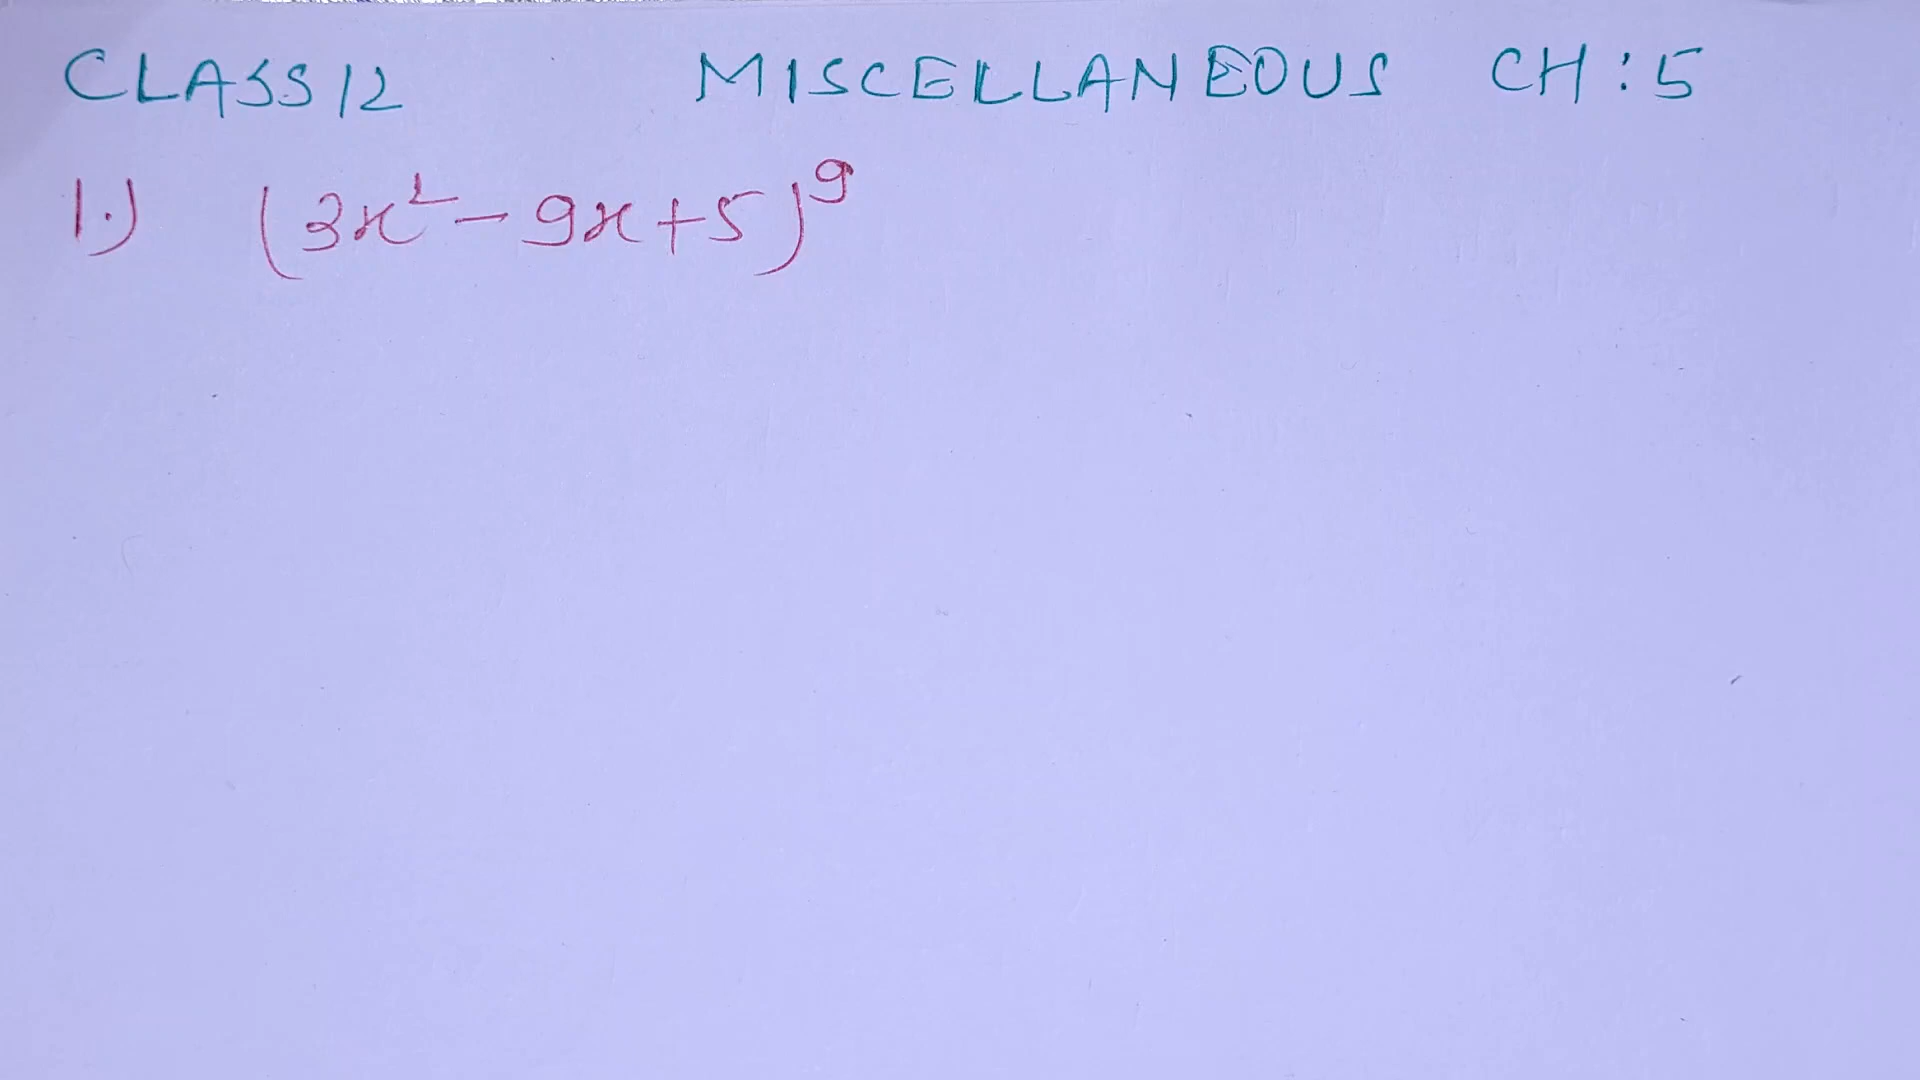 CLASS 12 MISCELLANEOUS CH : 5
1.) (3x² - 9x + 5)⁹